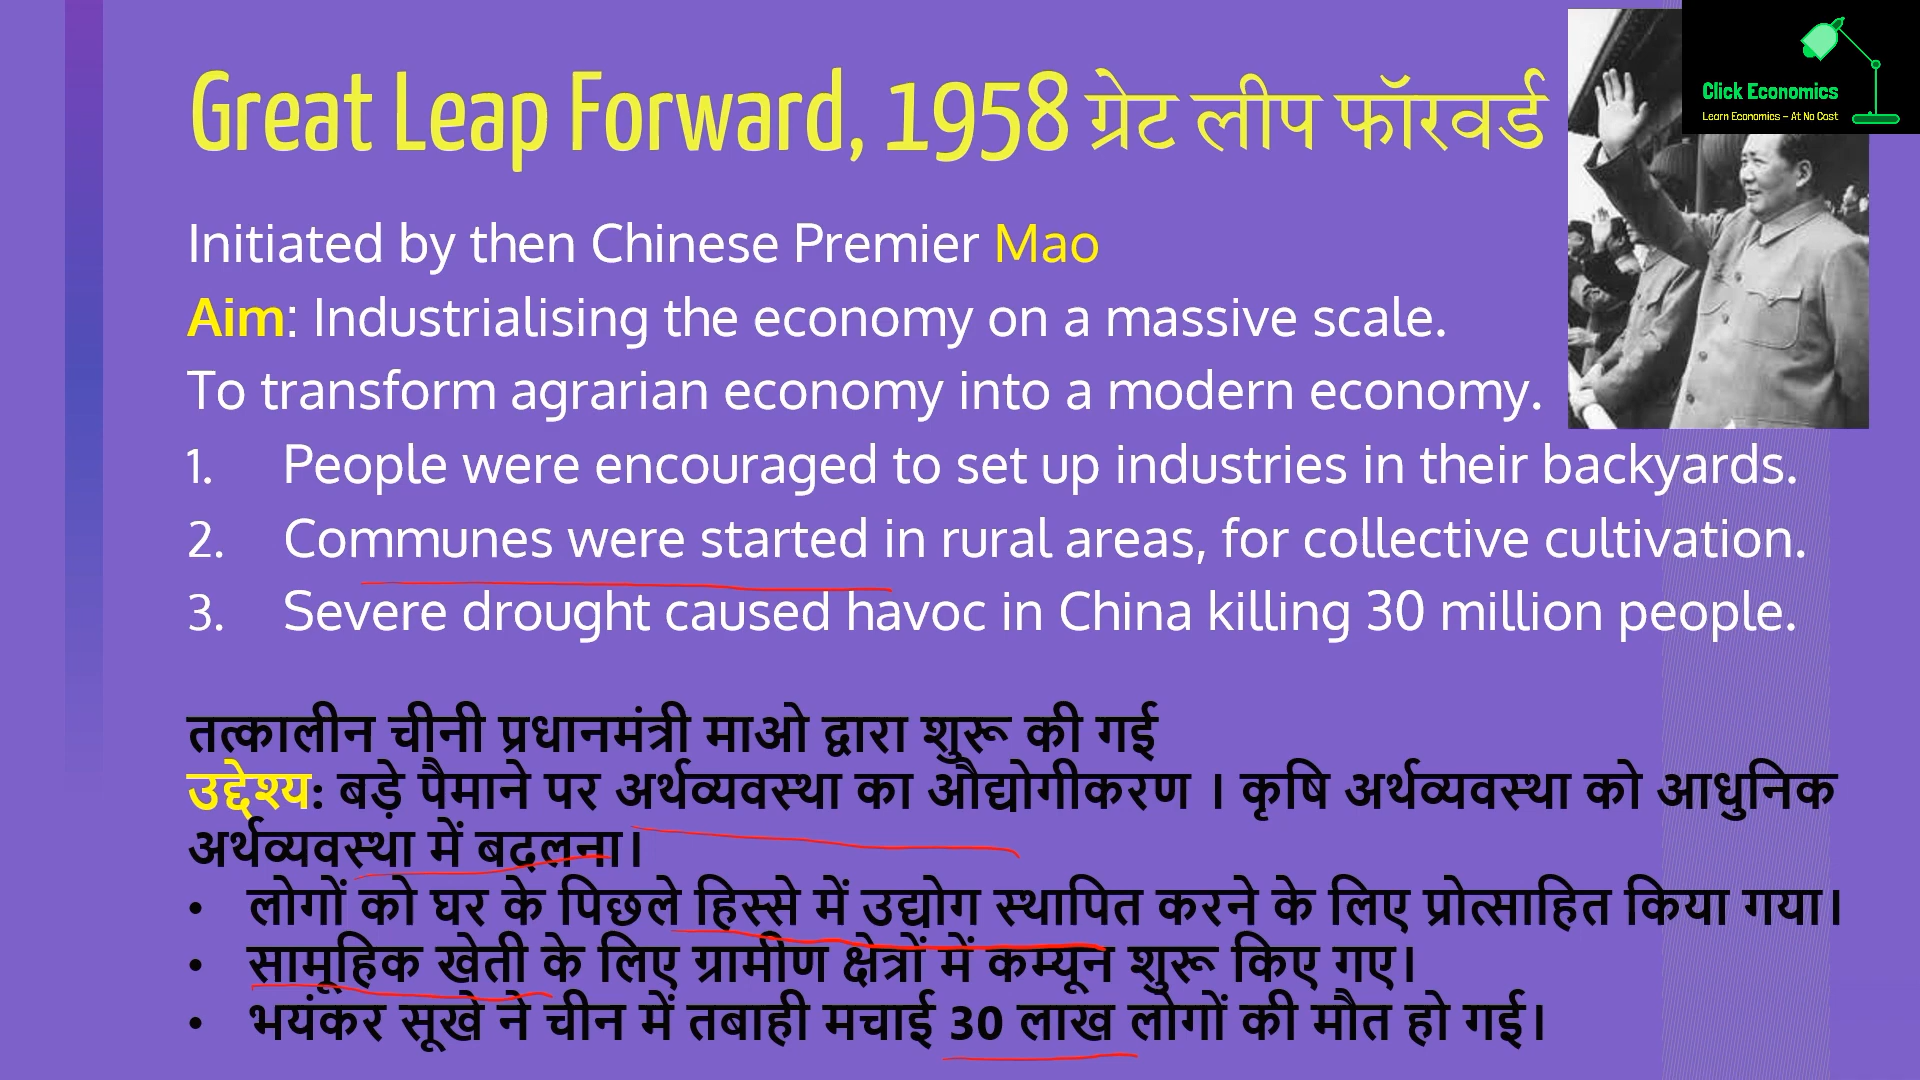 Great Leap Forward, 1958 ग्रेट लीप फॉरवर्ड
Click Economics
Learn Economics – At No Cost
Initiated by then Chinese Premier Mao
Aim: Industrialising the economy on a massive scale.
To transform agrarian economy into a modern economy.
1. People were encouraged to set up industries in their backyards.
2. Communes were started in rural areas, for collective cultivation.
3. Severe drought caused havoc in China killing 30 million people.
तत्कालीन चीनी प्रधानमंत्री माओ द्वारा शुरू की गई
उद्देश्य: बड़े पैमाने पर अर्थव्यवस्था का औद्योगीकरण । कृषि अर्थव्यवस्था को आधुनिक
अर्थव्यवस्था में बदलना।
• लोगों को घर के पिछले हिस्से में उद्योग स्थापित करने के लिए प्रोत्साहित किया गया।
• सामूहिक खेती के लिए ग्रामीण क्षेत्रों में कम्यून शुरू किए गए।
• भयंकर सूखे ने चीन में तबाही मचाई 30 लाख लोगों की मौत हो गई।